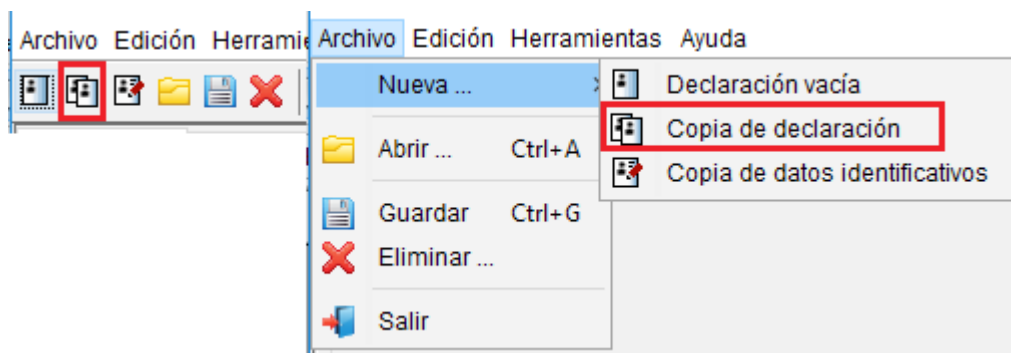 Archivo Edición Herramie
Archivo Edición Herramientas Ayuda
Nueva ...
Declaración vacía
Copia de declaración
Copia de datos identificativos
Abrir ... Ctrl+A
Guardar Ctrl+G
Eliminar ...
Salir